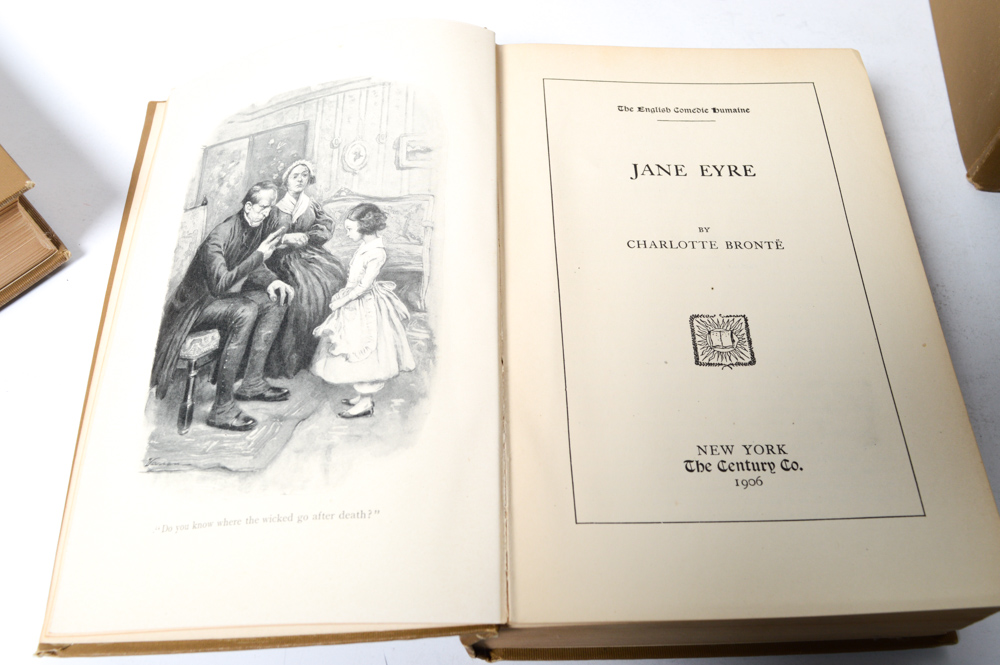 "Do you know where the wicked go after death?"
The English Comedie Humaine
JANE EYRE
BY
CHARLOTTE BRONTË
NEW YORK
The Century Co.
1906